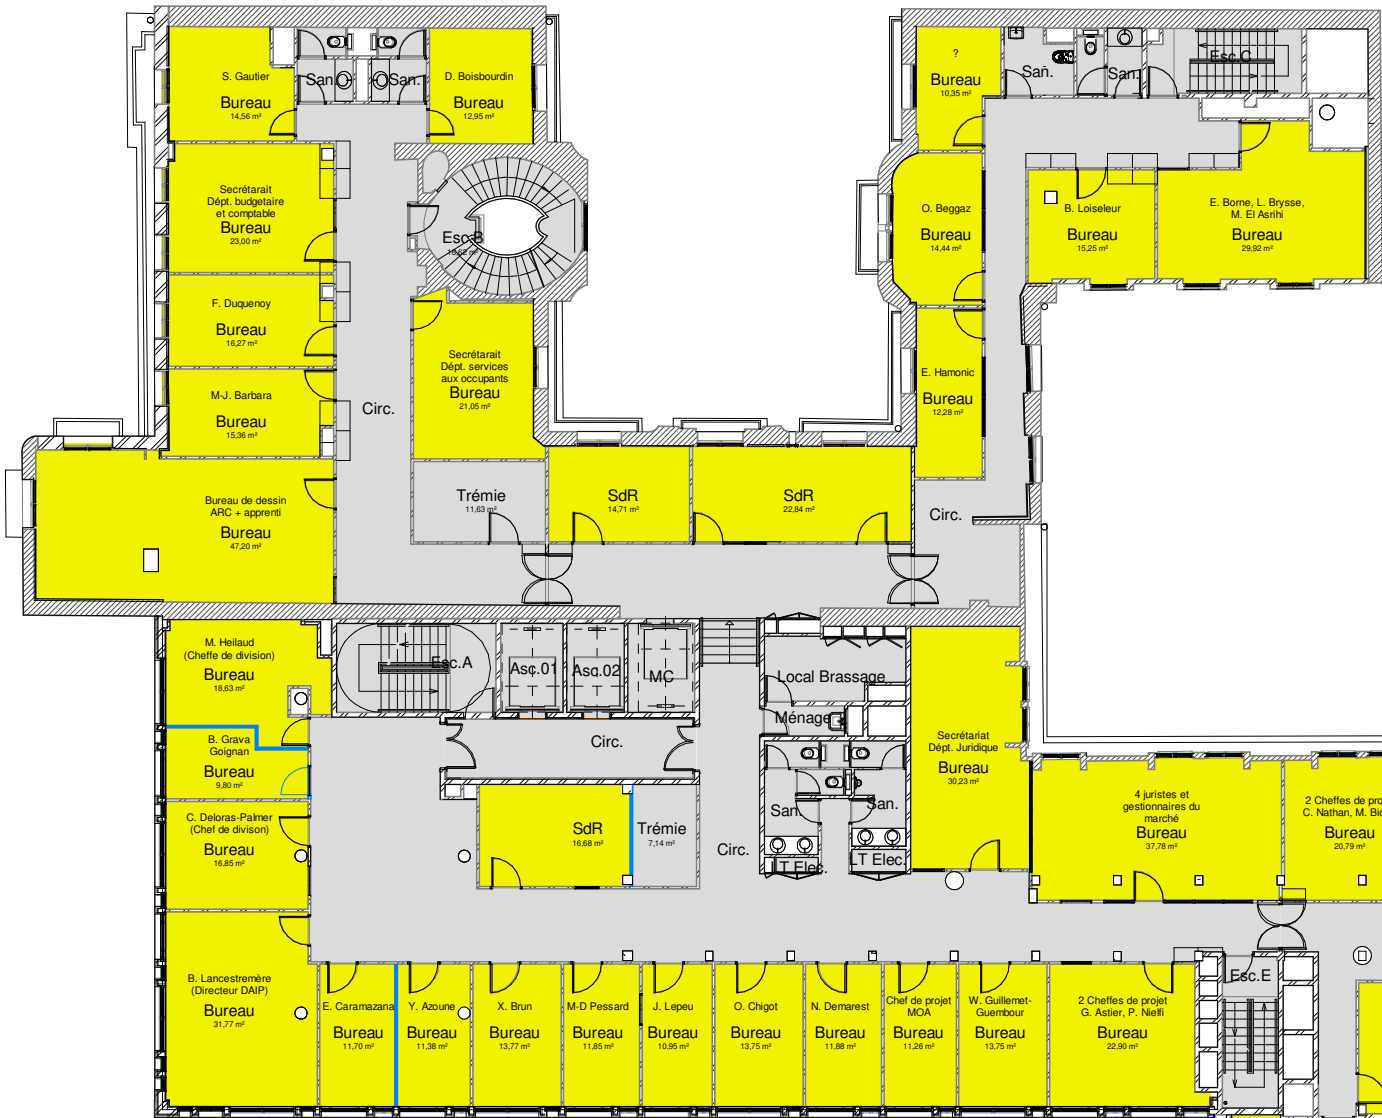 S. Gautier
Bureau
14,56 m²
San.
San.
D. Boisbourdin
Bureau
12,95 m²
?
Bureau
10,35 m²
San.
San.
Esc.C
Secrétarait
Dépt. budgetaire
et comptable
Bureau
23,00 m²
Esc.B
O. Beggaz
Bureau
14,44 m²
B. Loiseleur
Bureau
15,25 m²
E. Borne, L. Brysse,
M. El Asrihi
Bureau
29,92 m²
F. Duquenoy
Bureau
16,27 m²
Secrétarait
Dépt. services
aux occupants
Bureau
21,05 m²
E. Hamonic
Bureau
12,28 m²
M-J. Barbara
Bureau
15,36 m²
Circ.
Bureau de dessin
ARC + apprenti
Bureau
47,20 m²
Trémie
11,63 m²
SdR
14,71 m²
SdR
22,84 m²
Circ.
M. Heilaud
(Cheffe de division)
Bureau
18,63 m²
Esc.A
Asc.01
Asc.02
MC
Local Brassage
Ménage
B. Grava
Goignan
Bureau
9,80 m²
Circ.
Secrétariat
Dépt. Juridique
Bureau
30,23 m²
C. Deloras-Palmer
(Chef de divison)
Bureau
16,85 m²
SdR
16,68 m²
Trémie
7,14 m²
Circ.
San.
San.
LT Elec.
LT Elec.
4 juristes et
gestionnaires du
marché
Bureau
37,78 m²
2 Cheffes de pro
C. Nathan, M. Bio
Bureau
20,79 m²
B. Lancestremère
(Directeur DAIP)
Bureau
31,77 m²
E. Caramazana
Bureau
11,70 m²
Y. Azoune
Bureau
11,38 m²
X. Brun
Bureau
13,77 m²
M-D Pessard
Bureau
11,85 m²
J. Lepeu
Bureau
10,95 m²
O. Chigot
Bureau
13,75 m²
N. Demarest
Bureau
11,88 m²
Chef de projet
MOA
Bureau
11,26 m²
W. Guillemet-
Guembour
Bureau
13,75 m²
2 Cheffes de projet
G. Astier, P. Nielfi
Bureau
22,90 m²
Esc.E